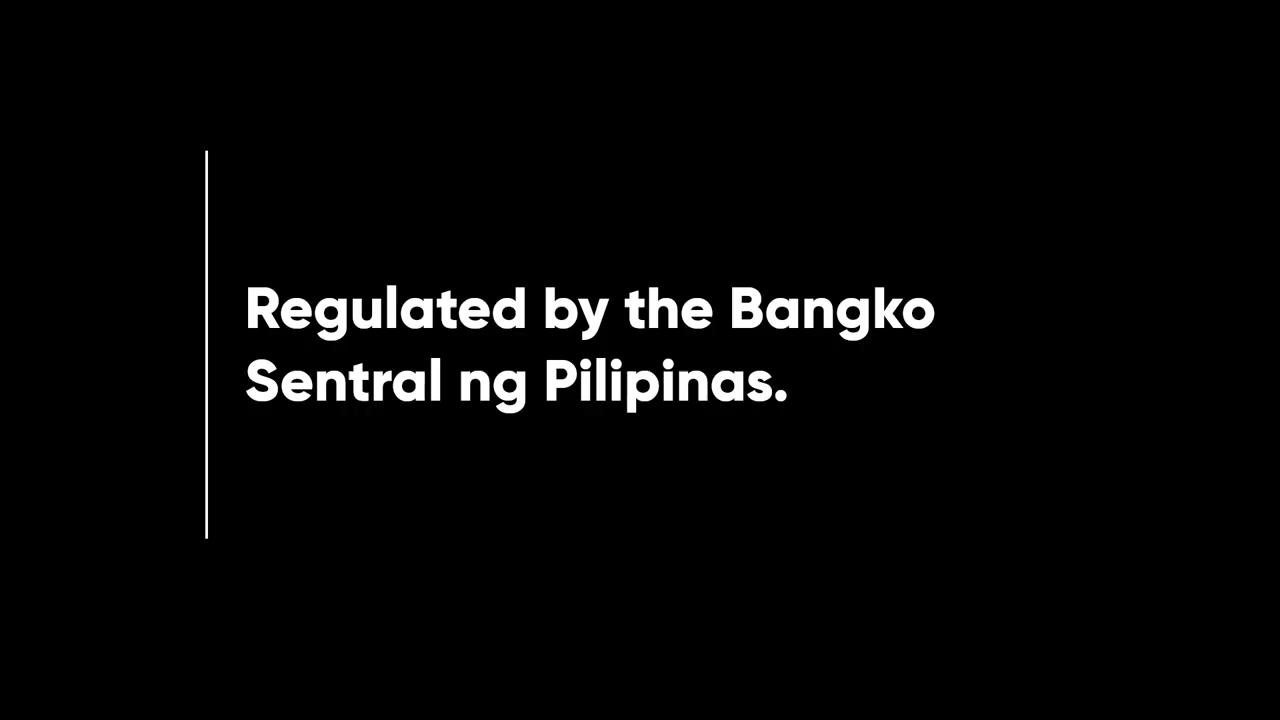 Regulated by the Bangko
Sentral ng Pilipinas.